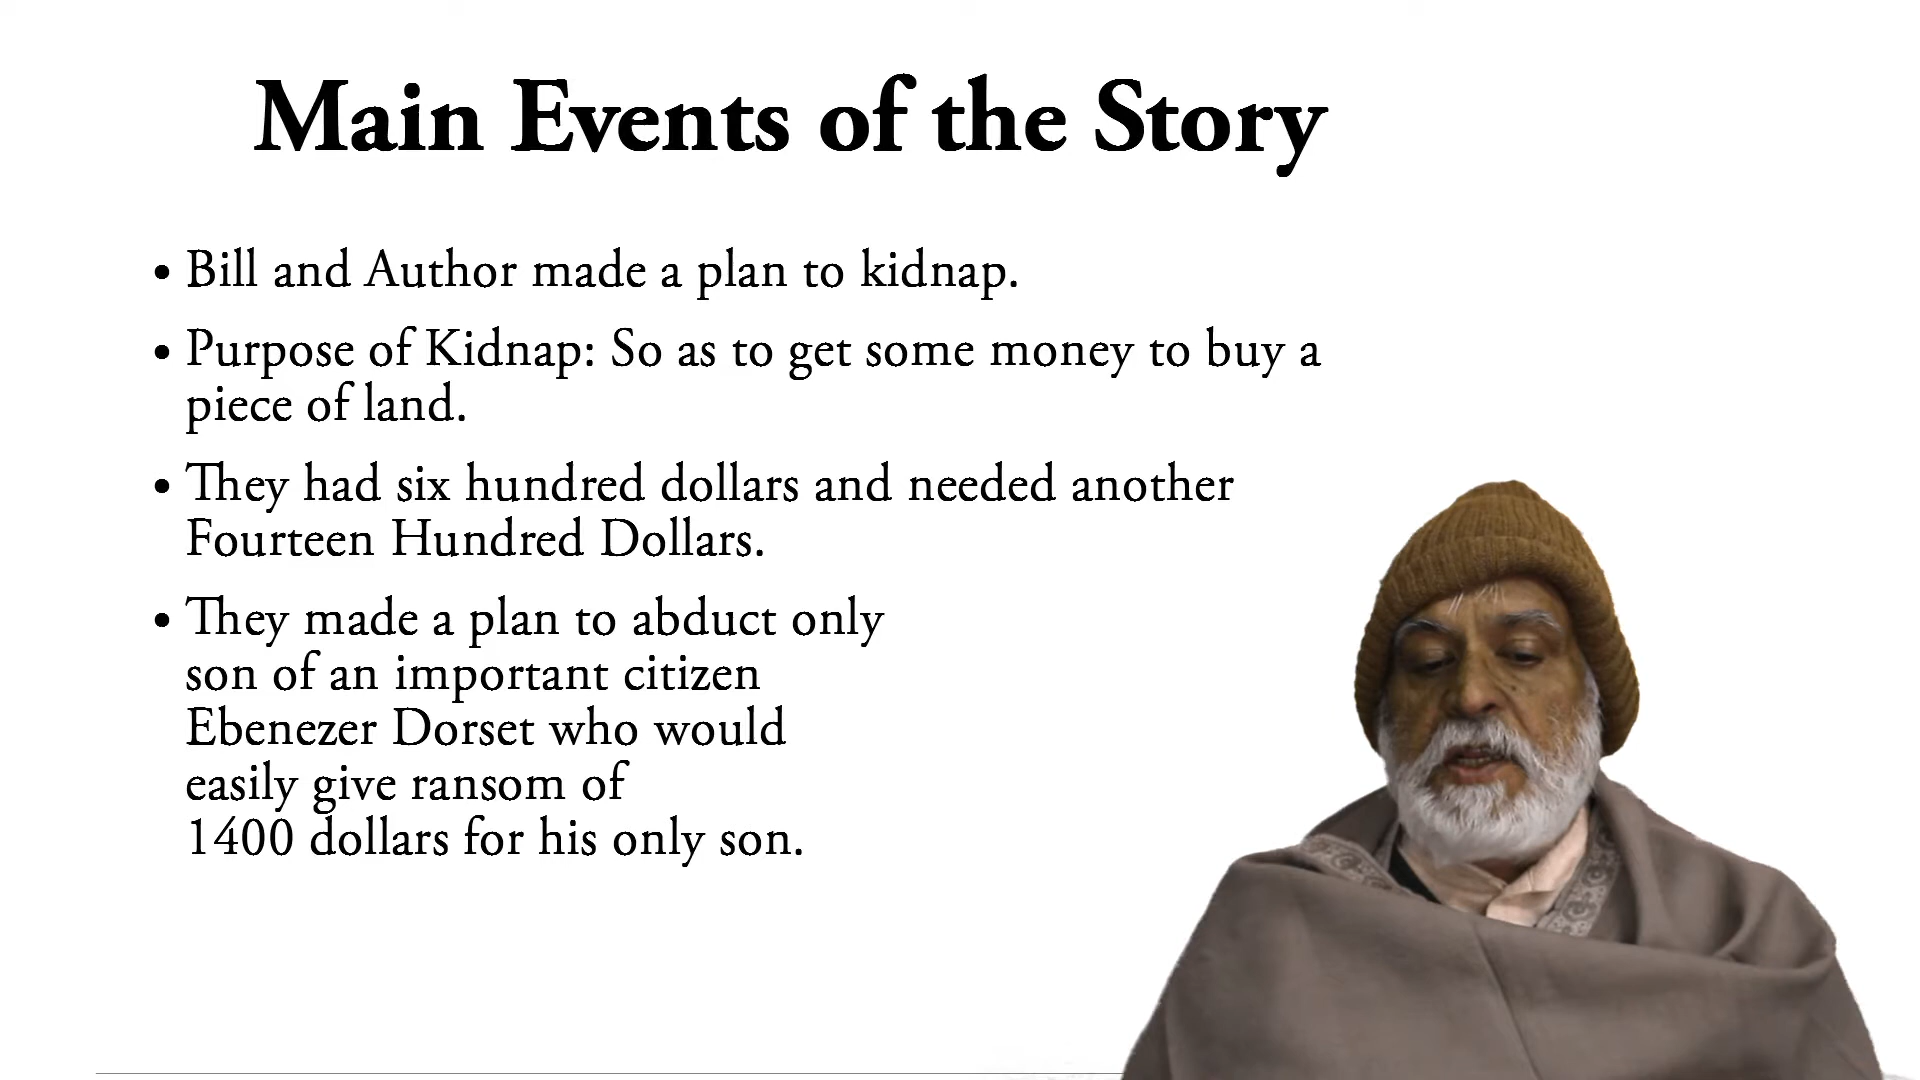 Main Events of the Story
• Bill and Author made a plan to kidnap.
• Purpose of Kidnap: So as to get some money to buy a
piece of land.
• They had six hundred dollars and needed another
Fourteen Hundred Dollars.
• They made a plan to abduct only
son of an important citizen
Ebenezer Dorset who would
easily give ransom of
1400 dollars for his only son.